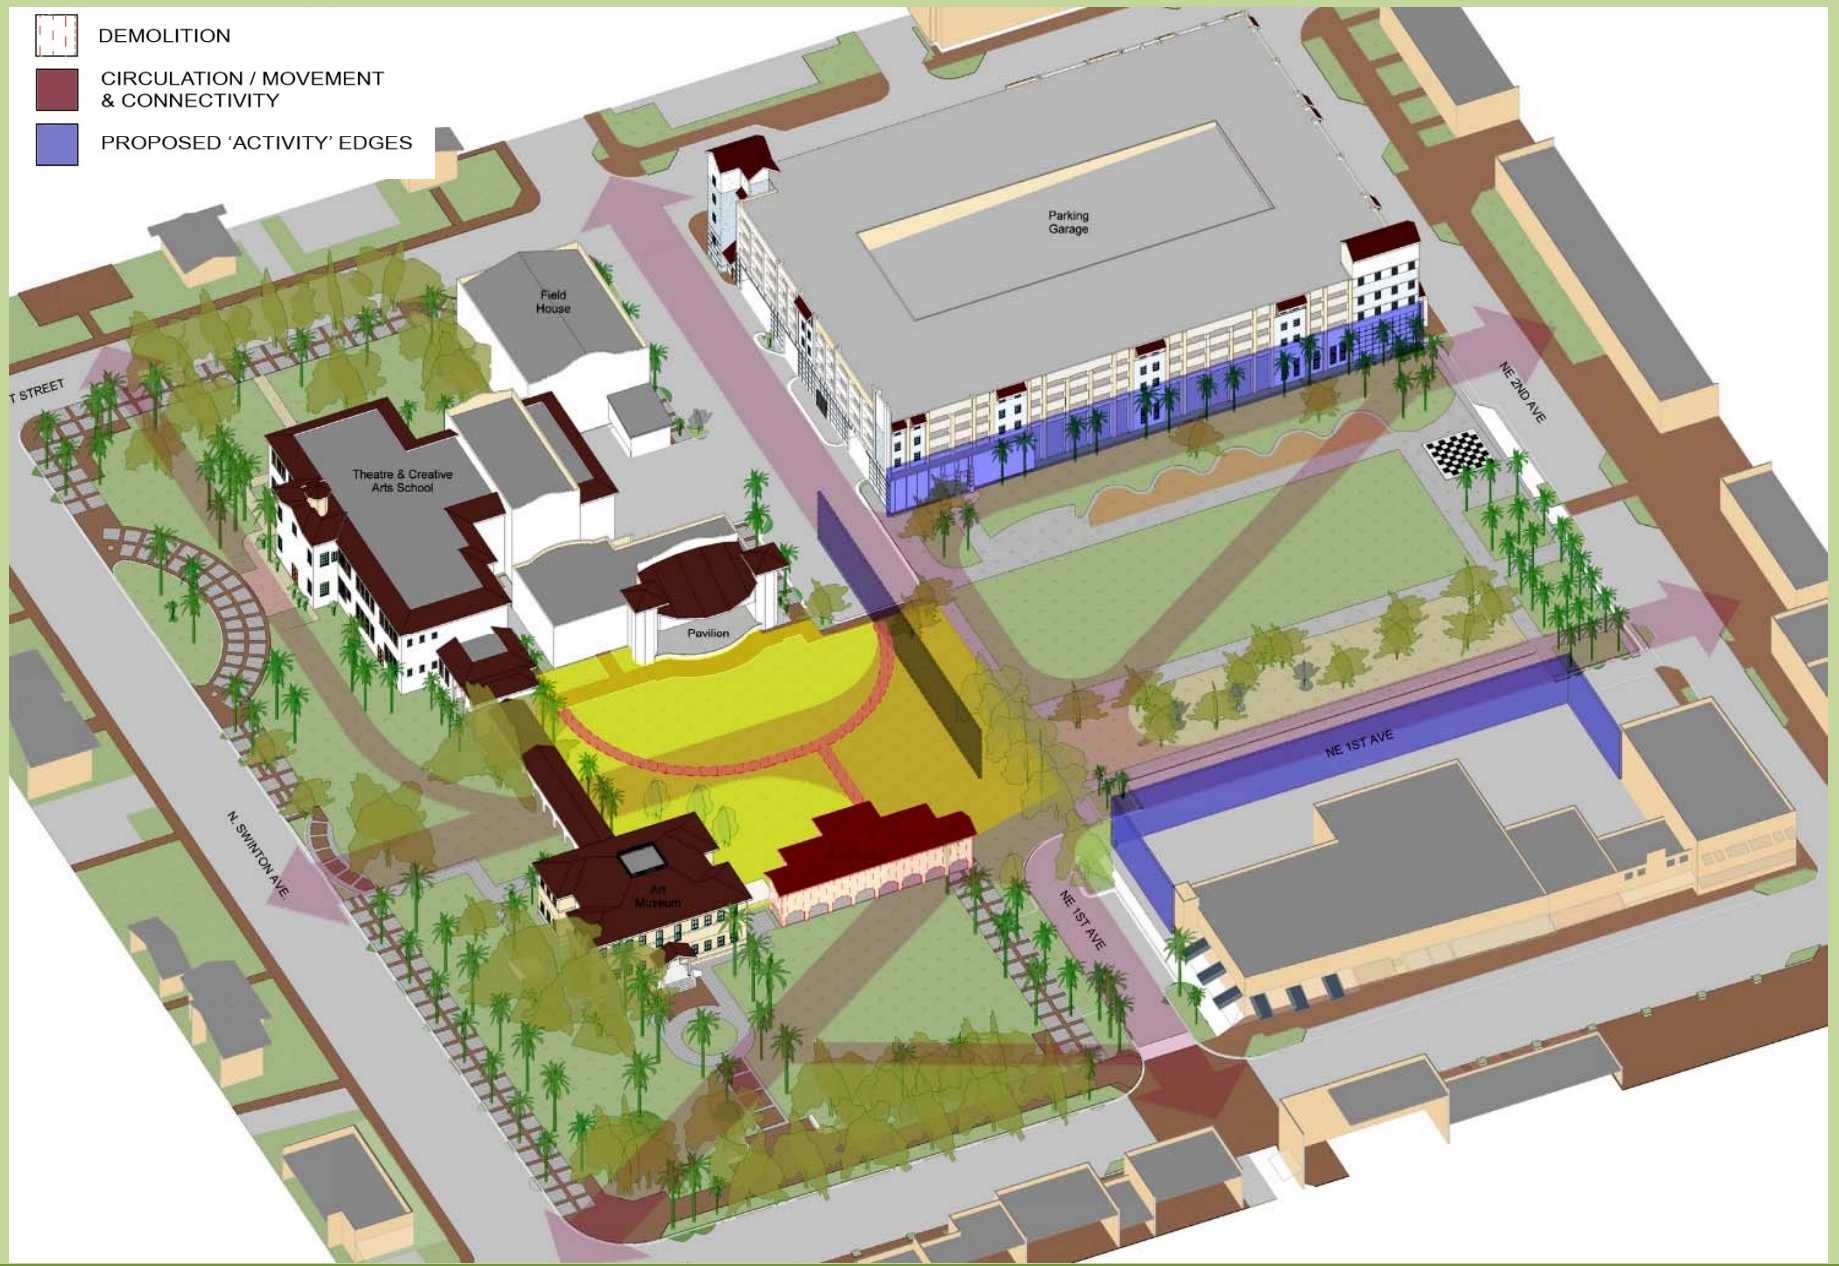 DEMOLITION
CIRCULATION / MOVEMENT
& CONNECTIVITY
PROPOSED ‘ACTIVITY’ EDGES
Parking
Garage
Field
House
T STREET
NE 2ND AVE
Theatre & Creative
Arts School
Pavilion
NE 1ST AVE
N. SWINTON AVE.
Art
Museum
NE 1ST AVE